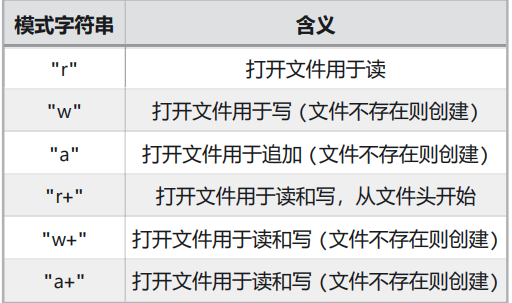 模式字符串 含义
"r" 打开文件用于读
"w" 打开文件用于写 (文件不存在则创建)
"a" 打开文件用于追加 (文件不存在则创建)
"r+" 打开文件用于读和写，从文件头开始
"w+" 打开文件用于读和写 (文件不存在则创建)
"a+" 打开文件用于读和写 (文件不存在则创建)